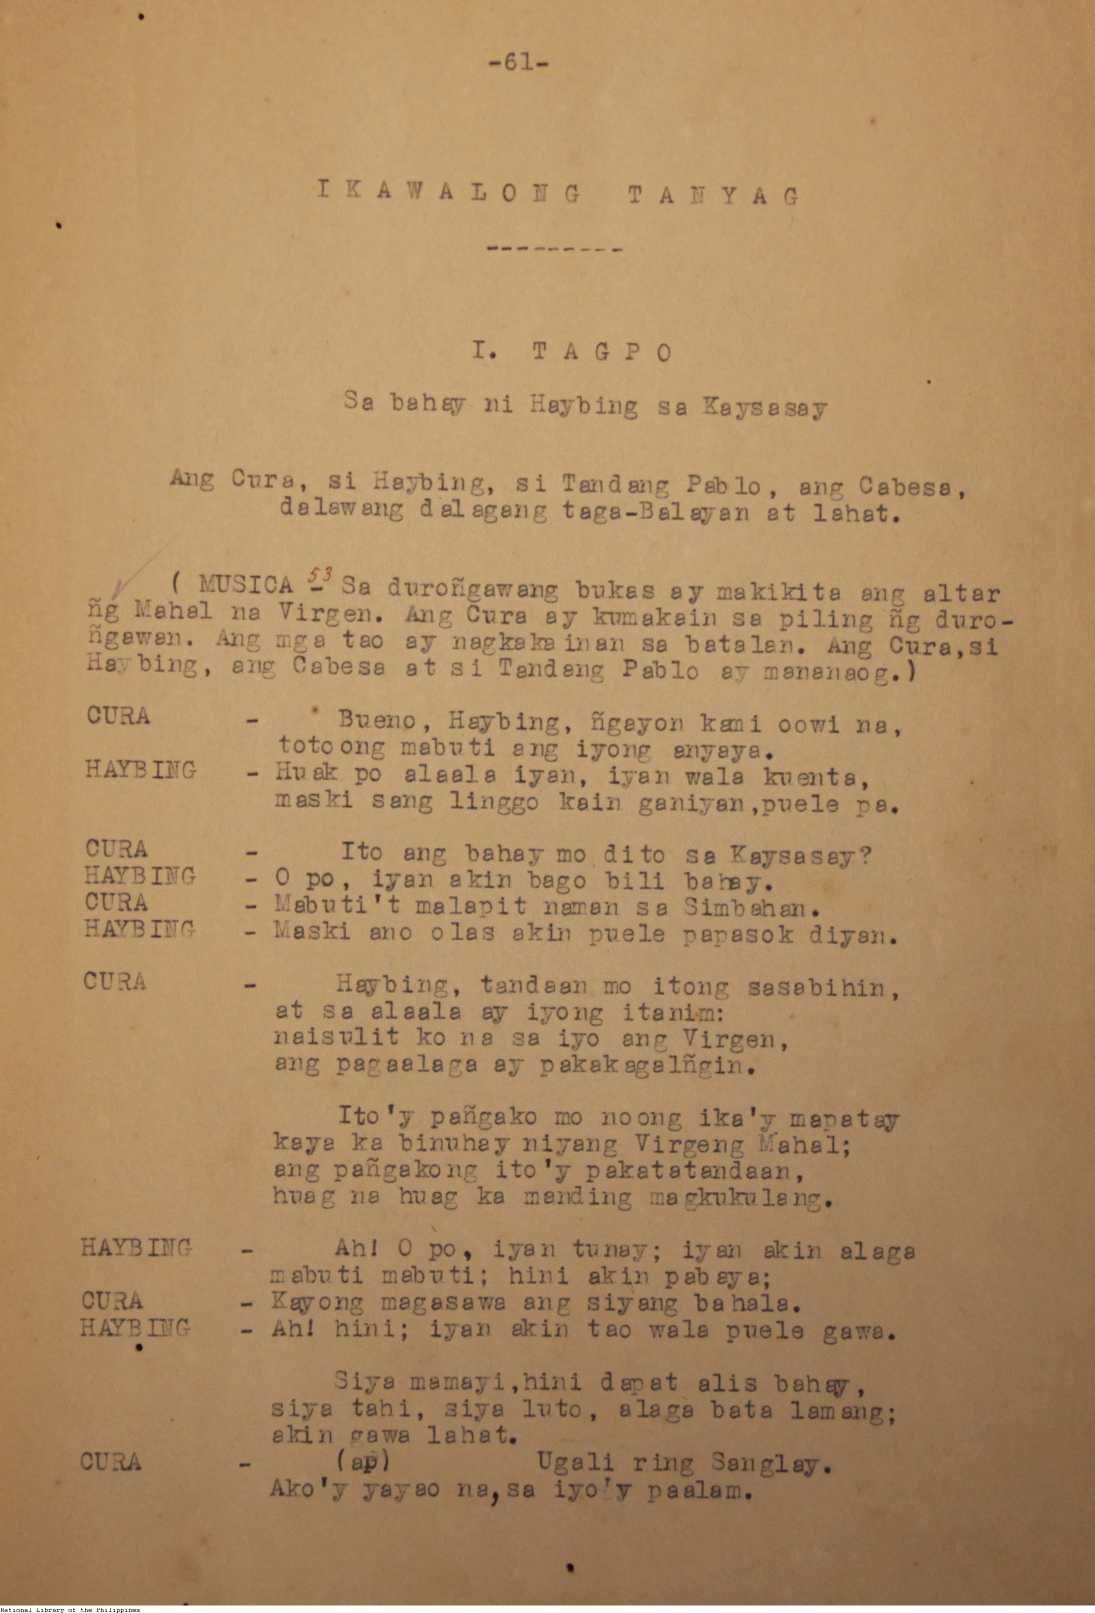 -61-
IKAWALONG TANYAG
---------
I. TAGPO
Sa bahay ni Haybing sa Kaysasay
Ang Cura, si Haybing, si Tandang Pablo, ang Cabesa,
dalawang dalagang taga-Balayan at lahat.
( MUSICA - 53 Sa duroñgawang bukas ay makikita ang altar
ñg Mahal na Virgen. Ang Cura ay kumakain sa piling ñg duro-
ñgawan. Ang mga tao ay nagkakainan sa batalan. Ang Cura,si
Haybing, ang Cabesa at si Tandang Pablo ay mananaog.)
CURA - Bueno, Haybing, ñgayon kami oowi na,
totoong mabuti ang iyong anyaya.
HAYBING - Huak po alaala iyan, iyan wala kuenta,
maski sang linggo kain ganiyan,puele pa.
CURA - Ito ang bahay mo dito sa Kaysasay?
HAYBING - O po, iyan akin bago bili bahay.
CURA - Mabuti't malapit naman sa Simbahan.
HAYBING - Maski ano olas akin puele papasok diyan.
CURA - Haybing, tandaan mo itong sasabihin,
at sa alaala ay iyong itanim:
naisulit ko na sa iyo ang Virgen,
ang pagaalaga ay pakakagalñgin.
Ito'y pañgako mo noong ika'y mapatay
kaya ka binuhay niyang Virgeng Mahal;
ang pañgakong ito'y pakatatandaan,
huag na huag ka manding magkukulang.
HAYBING - Ah! O po, iyan tunay; iyan akin alaga
mabuti mabuti; hini akin pabaya;
CURA - Kayong magasawa ang siyang bahala.
HAYBING - Ah! hini; iyan akin tao wala puele gawa.
Siya mamayi,hini dapat alis bahay,
siya tahi, siya luto, alaga bata lamang;
akin gawa lahat.
CURA - (ap) Ugali ring Sanglay.
Ako'y yayao na,sa iyo'y paalam.
National Library of the Philippines